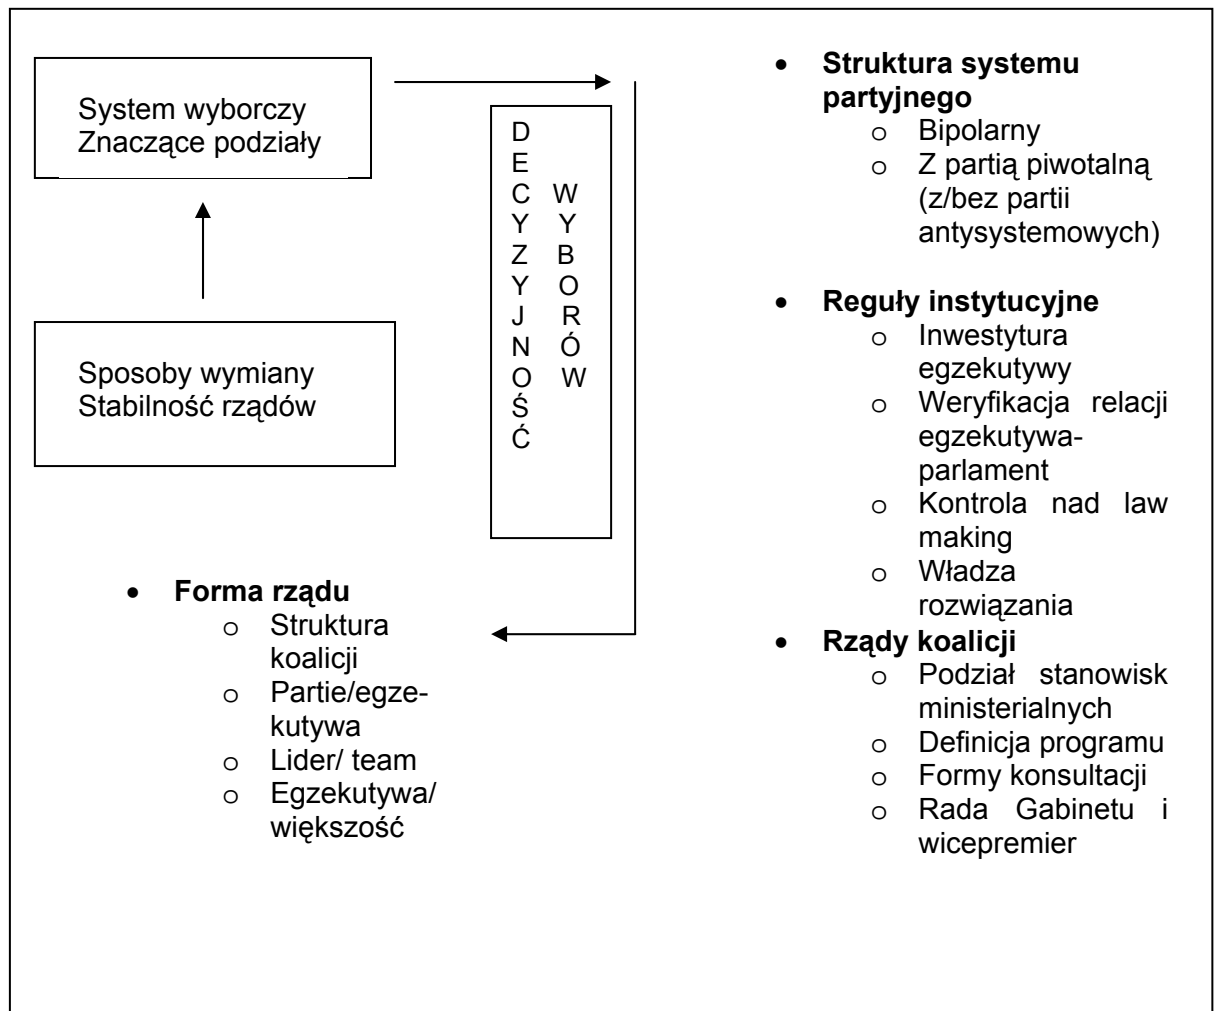 System wyborczy
Znaczące podziały
Sposoby wymiany
Stabilność rządów
DECYZYJNOŚĆ
WYBORÓW
• Struktura systemu
partyjnego
o Bipolarny
o Z partią piwotalną
(z/bez partii
antysystemowych)
• Reguły instytucyjne
o Inwestytura
egzekutywy
o Weryfikacja relacji
egzekutywa-
parlament
o Kontrola nad law
making
o Władza
rozwiązania
• Rządy koalicji
o Podział stanowisk
ministerialnych
o Definicja programu
o Formy konsultacji
o Rada Gabinetu i
wicepremier
• Forma rządu
o Struktura
koalicji
o Partie/egze-
kutywa
o Lider/ team
o Egzekutywa/
większość